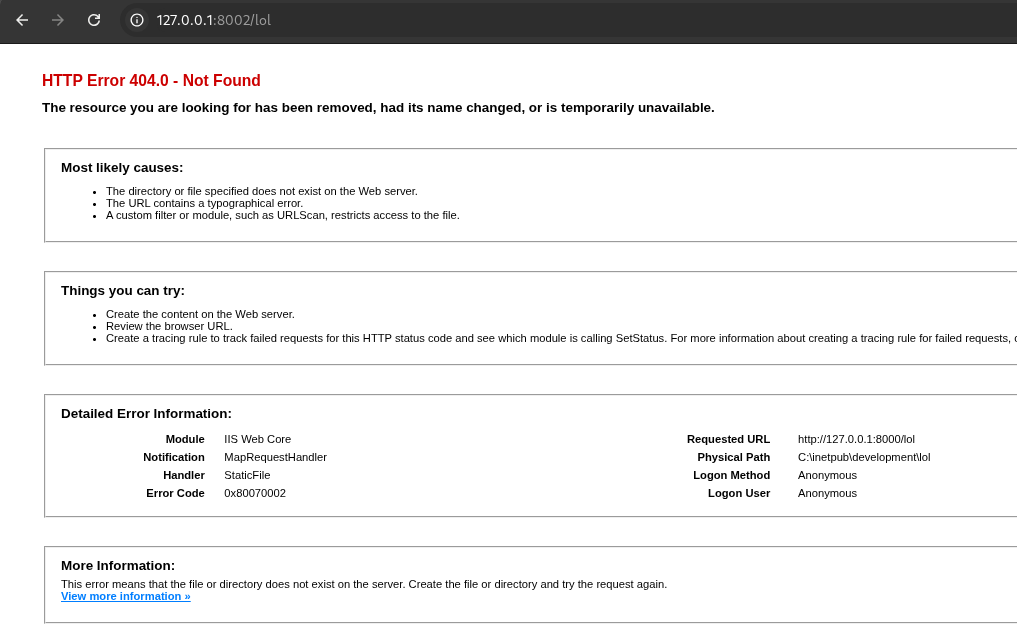 127.0.0.1:8002/lol
HTTP Error 404.0 - Not Found
The resource you are looking for has been removed, had its name changed, or is temporarily unavailable.
Most likely causes:
• The directory or file specified does not exist on the Web server.
• The URL contains a typographical error.
• A custom filter or module, such as URLScan, restricts access to the file.
Things you can try:
• Create the content on the Web server.
• Review the browser URL.
• Create a tracing rule to track failed requests for this HTTP status code and see which module is calling SetStatus. For more information about creating a tracing rule for failed requests,
Detailed Error Information:
Module IIS Web Core
Notification MapRequestHandler
Handler StaticFile
Error Code 0x80070002
Requested URL http://127.0.0.1:8000/lol
Physical Path C:\inetpub\development\lol
Logon Method Anonymous
Logon User Anonymous
More Information:
This error means that the file or directory does not exist on the server. Create the file or directory and try the request again.
View more information »